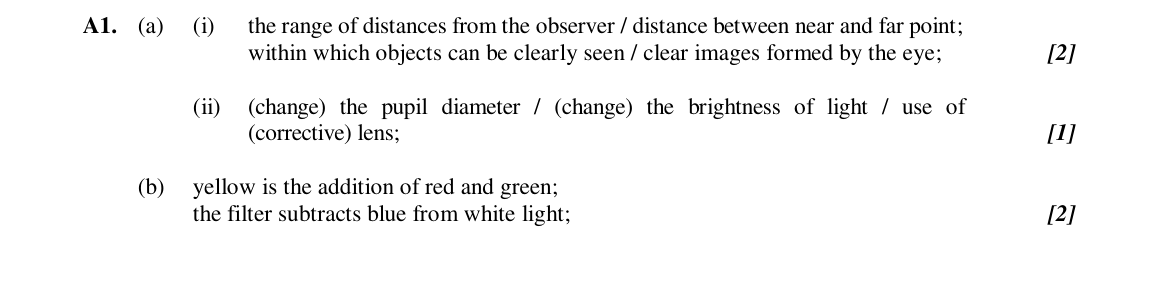 A1. (a) (i) the range of distances from the observer / distance between near and far point;
within which objects can be clearly seen / clear images formed by the eye; [2]
(ii) (change) the pupil diameter / (change) the brightness of light / use of
(corrective) lens; [1]
(b) yellow is the addition of red and green;
the filter subtracts blue from white light; [2]